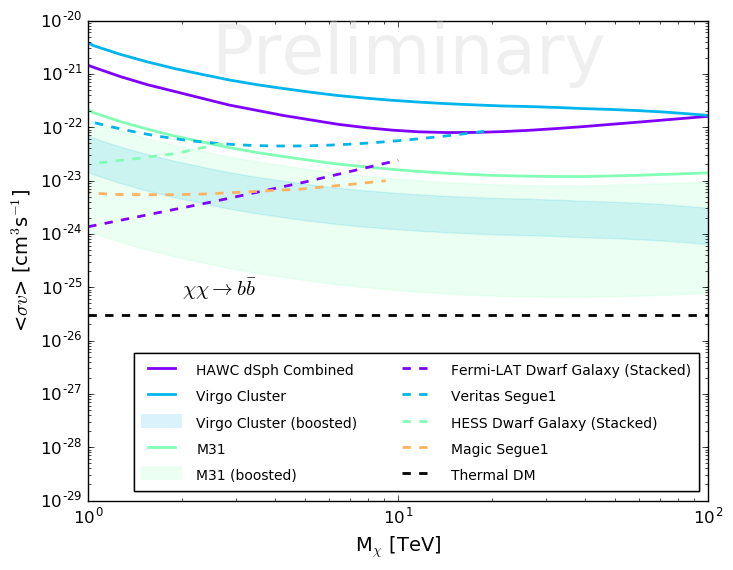 Preliminary
10^-20
10^-21
10^-22
10^-23
10^-24
10^-25
10^-26
10^-27
10^-28
10^-29
<σv> [cm³s⁻¹]
χχ → bb̄
HAWC dSph Combined
Virgo Cluster
Virgo Cluster (boosted)
M31
M31 (boosted)
Fermi-LAT Dwarf Galaxy (Stacked)
Veritas Segue1
HESS Dwarf Galaxy (Stacked)
Magic Segue1
Thermal DM
10^0
10^1
10^2
M_χ [TeV]